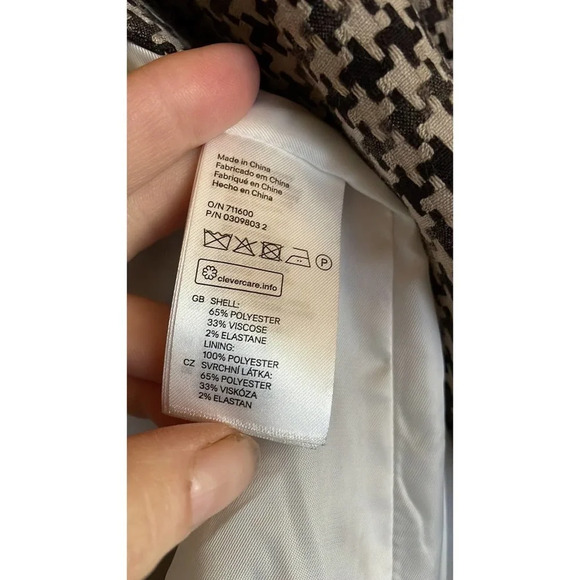 Made in China
Fabricado em China
Fabriqué en Chine
Hecho en China
O/N 711600
P/N 0309803 2
P
clevercare.info
GB SHELL:
65% POLYESTER
33% VISCOSE
2% ELASTANE
LINING:
100% POLYESTER
CZ SVRCHNÍ LÁTKA:
65% POLYESTER
33% VISKÓZA
2% ELASTAN